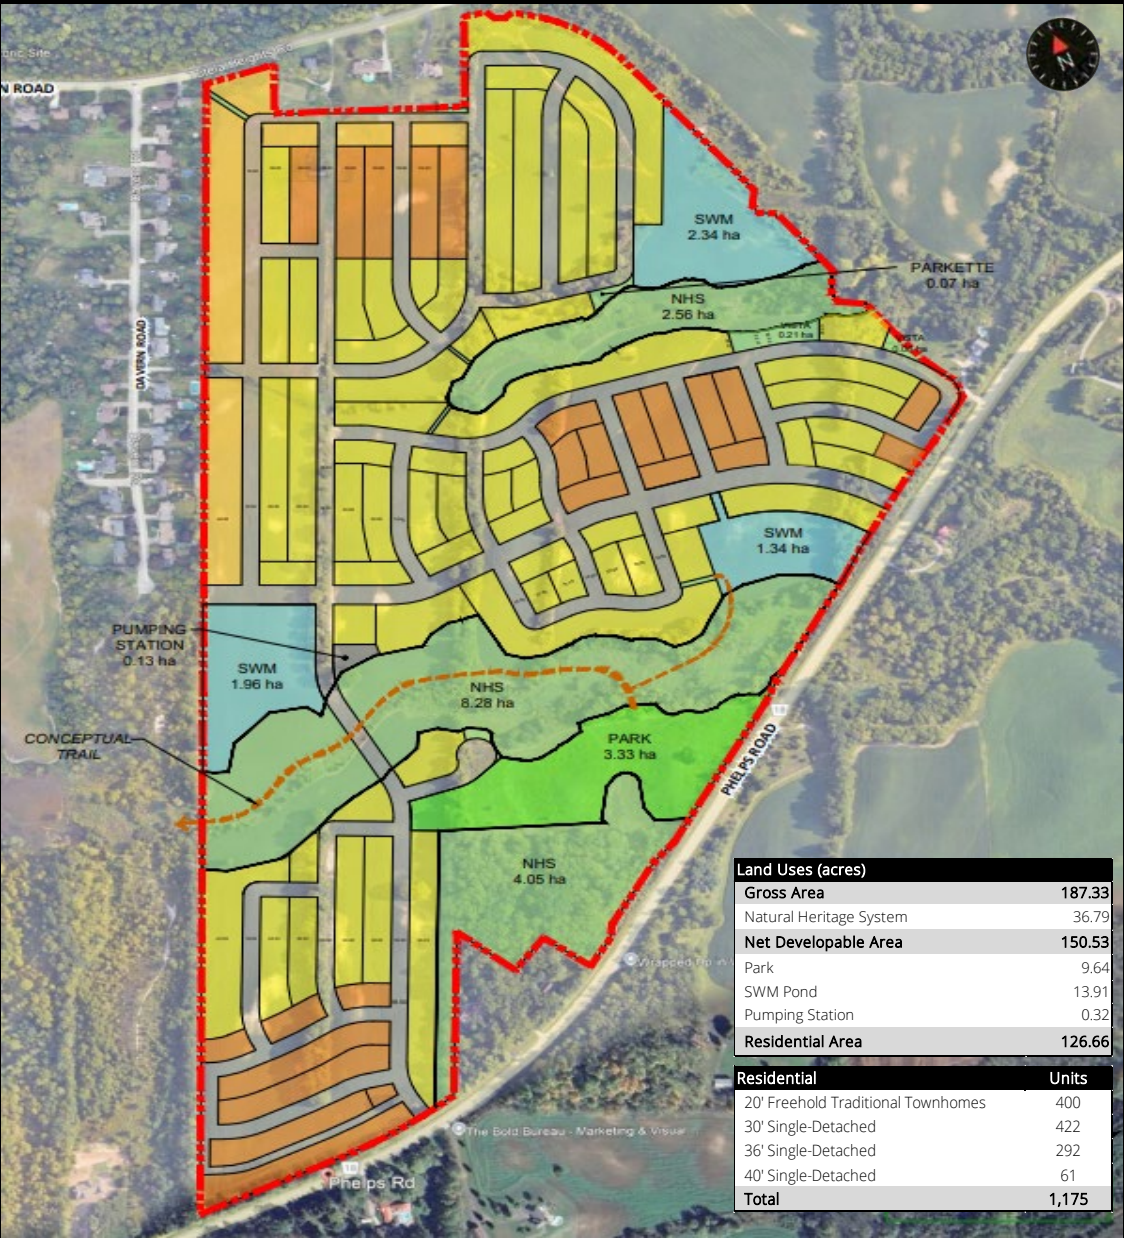 N ROAD
SWM
2.34 ha
PARKETTE
0.07 ha
NHS
2.56 ha
0.21 ha
DAVERN ROAD
SWM
1.34 ha
PUMPING
STATION
0.13 ha
SWM
1.96 ha
NHS
8.28 ha
CONCEPTUAL
TRAIL
PARK
3.33 ha
18
PHELPS ROAD
NHS
4.05 ha
N
Land Uses (acres)
Gross Area 187.33
Natural Heritage System 36.79
Net Developable Area 150.53
Park 9.64
SWM Pond 13.91
Pumping Station 0.32
Residential Area 126.66
Residential Units
20' Freehold Traditional Townhomes 400
30' Single-Detached 422
36' Single-Detached 292
40' Single-Detached 61
Total 1,175
The Bold Bureau - Marketing & Visual
18
Phelps Rd